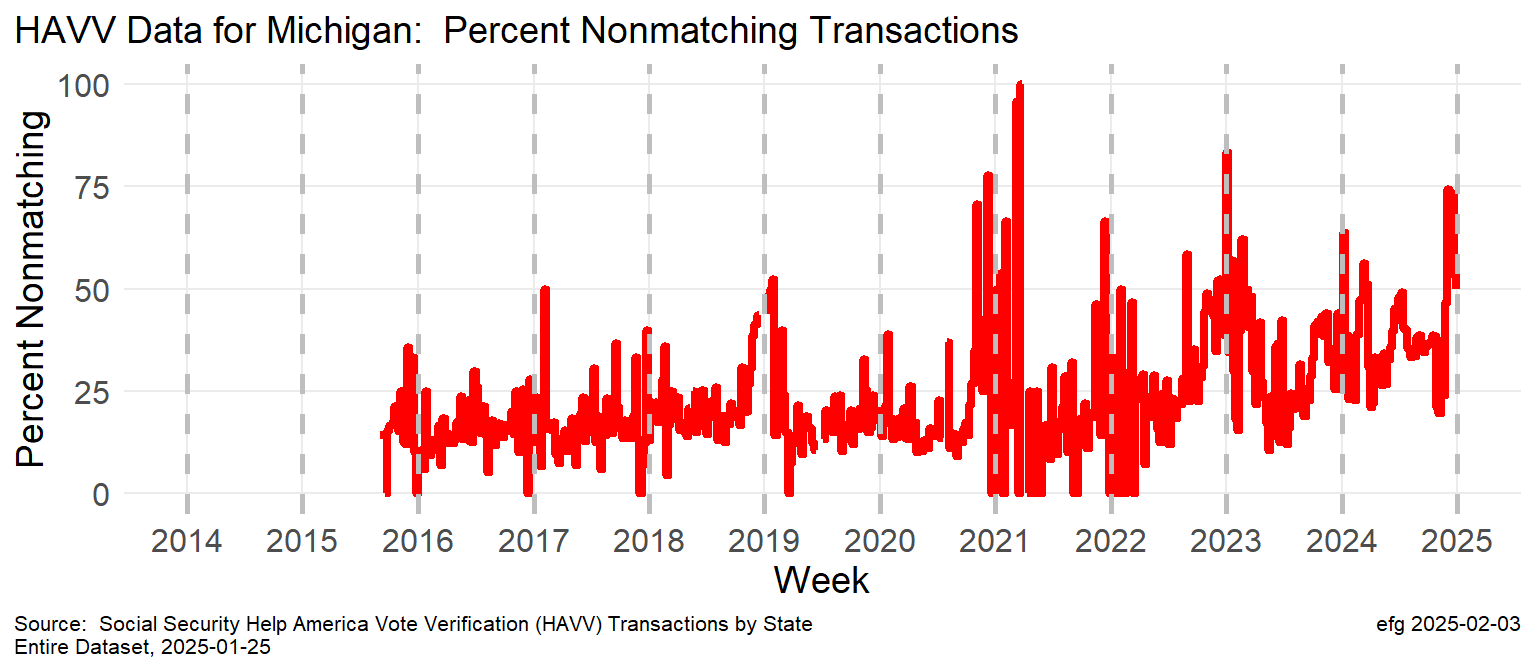 HAVV Data for Michigan:  Percent Nonmatching Transactions
Percent Nonmatching
100
75
50
25
0
2014 2015 2016 2017 2018 2019 2020 2021 2022 2023 2024 2025
Week
Source:  Social Security Help America Vote Verification (HAVV) Transactions by State
Entire Dataset, 2025-01-25
efg 2025-02-03